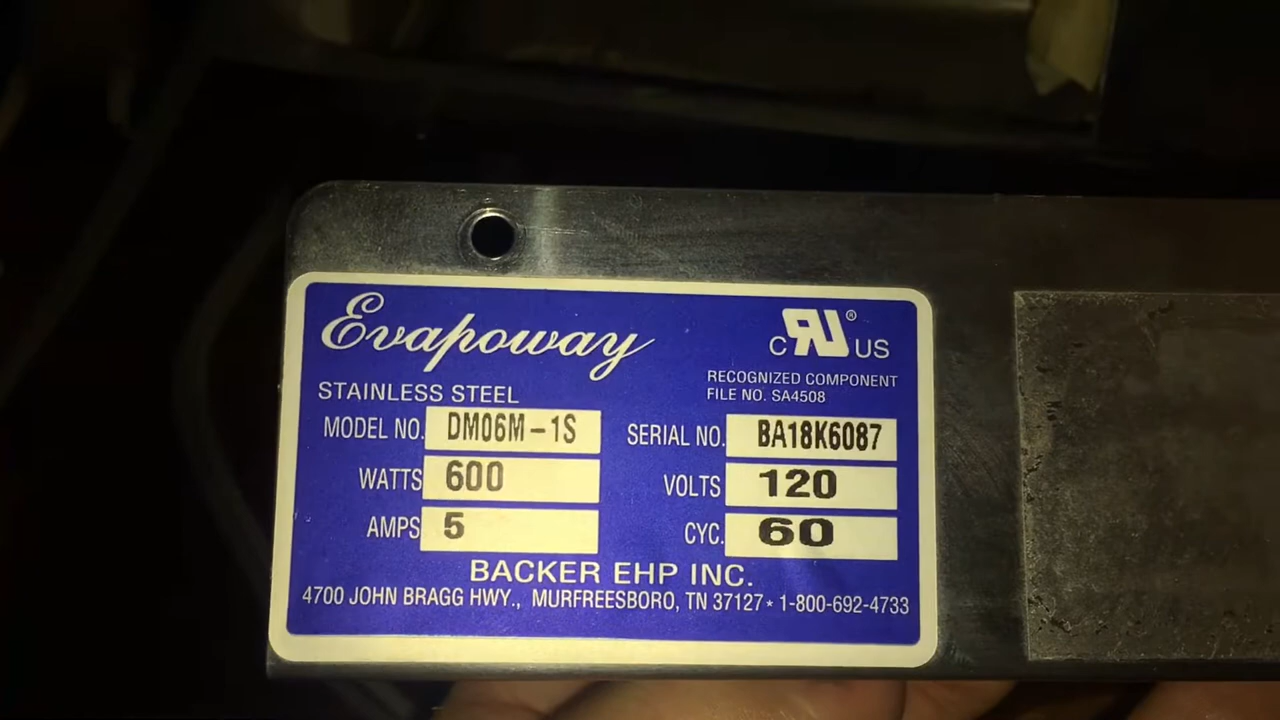 Evapoway
C RU® US
STAINLESS STEEL
RECOGNIZED COMPONENT
FILE NO. SA4508
MODEL NO. DM06M-1S SERIAL NO. BA18K6087
WATTS 600 VOLTS 120
AMPS 5 CYC. 60
BACKER EHP INC.
4700 JOHN BRAGG HWY., MURFREESBORO, TN 37127 * 1-800-692-4733